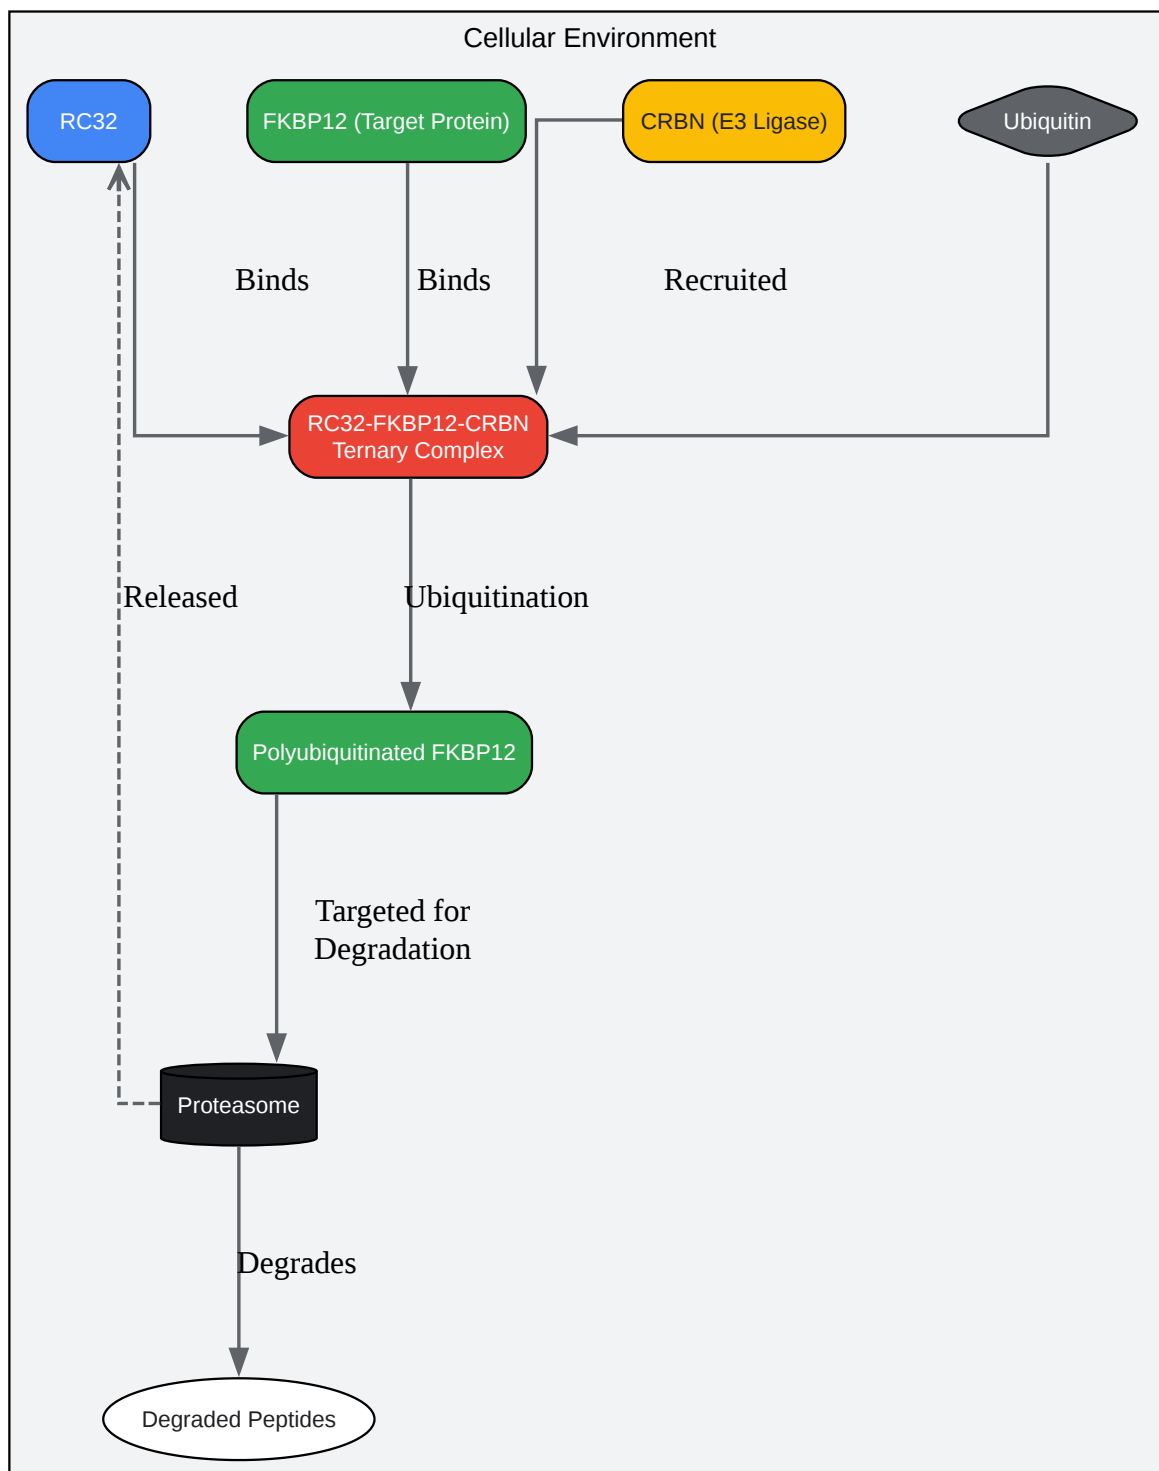 Cellular Environment
RC32
FKBP12 (Target Protein)
CRBN (E3 Ligase)
Ubiquitin
Binds
Binds
Recruited
RC32-FKBP12-CRBN
Ternary Complex
Released
Ubiquitination
Polyubiquitinated FKBP12
Targeted for
Degradation
Proteasome
Degrades
Degraded Peptides